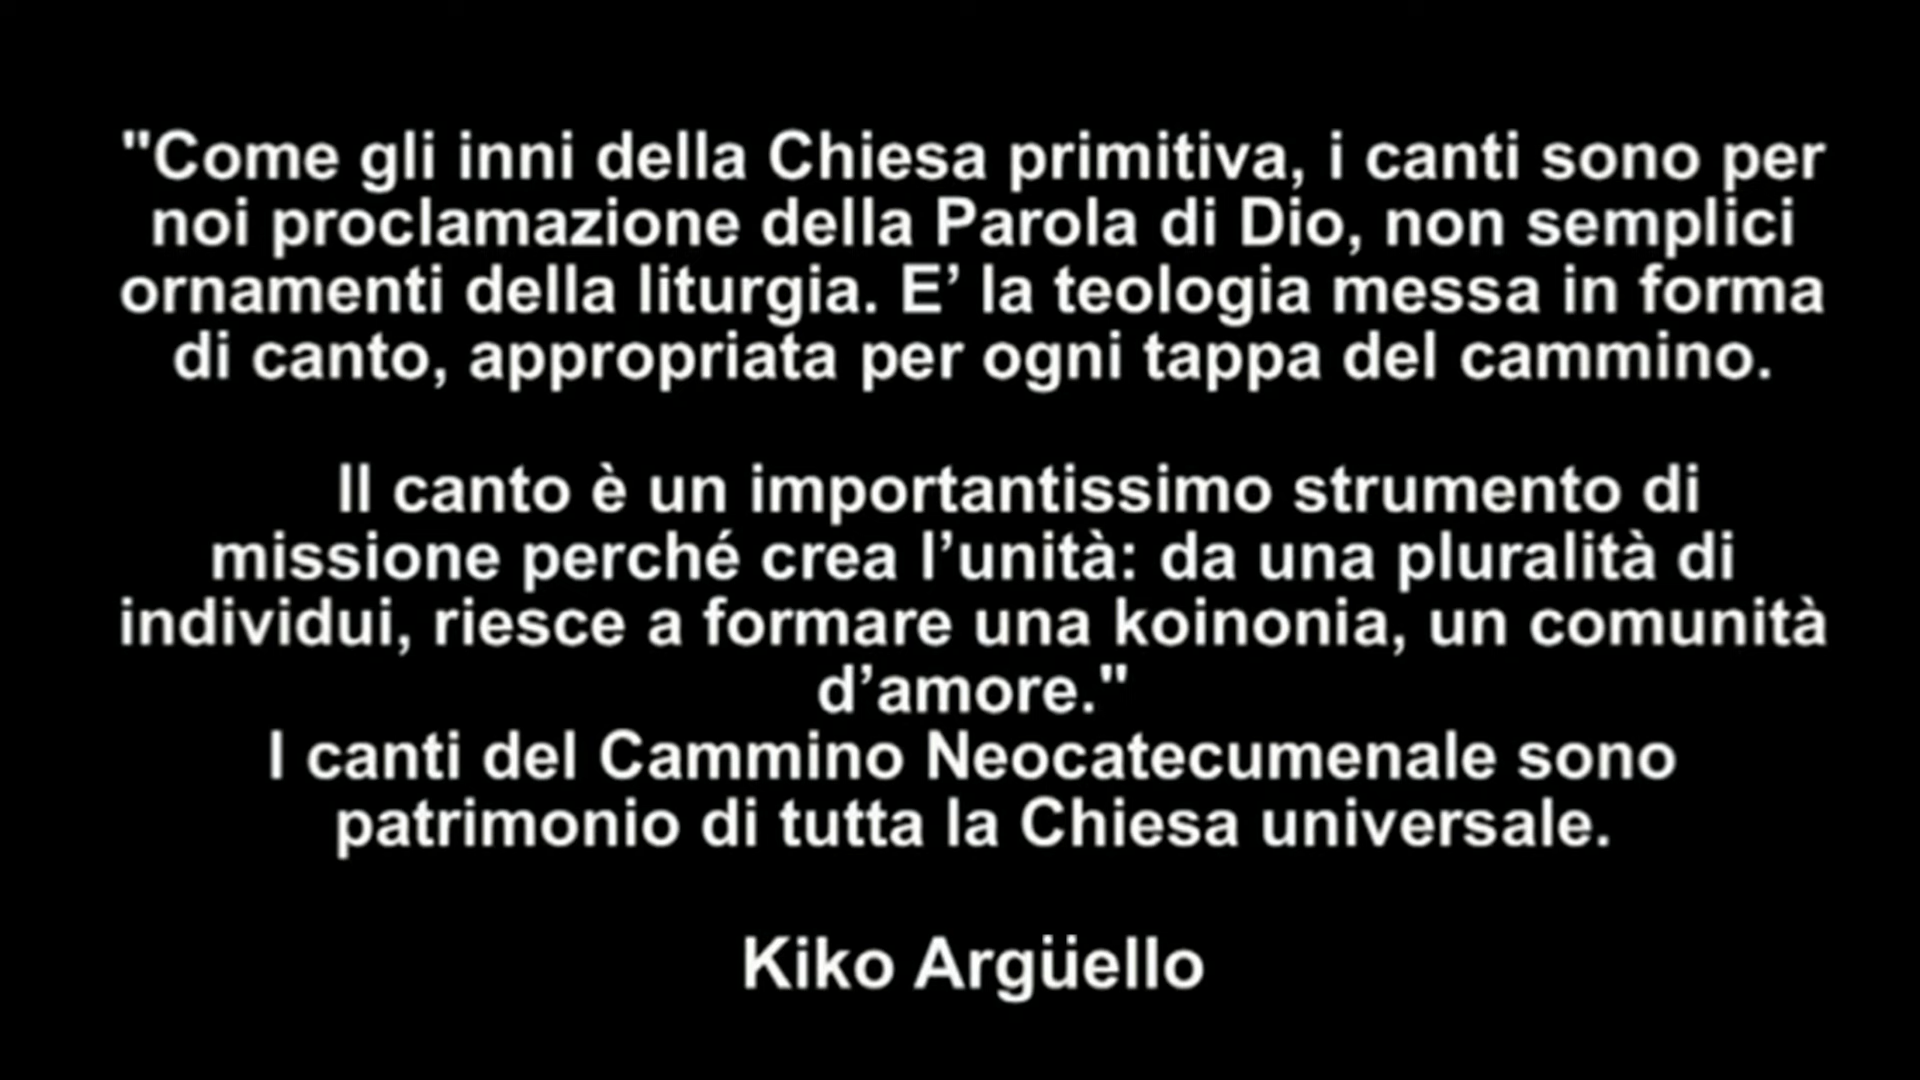 "Come gli inni della Chiesa primitiva, i canti sono per
noi proclamazione della Parola di Dio, non semplici
ornamenti della liturgia. E’ la teologia messa in forma
di canto, appropriata per ogni tappa del cammino.
Il canto è un importantissimo strumento di
missione perché crea l’unità: da una pluralità di
individui, riesce a formare una koinonia, un comunità
d’amore."
I canti del Cammino Neocatecumenale sono
patrimonio di tutta la Chiesa universale.
Kiko Argüello